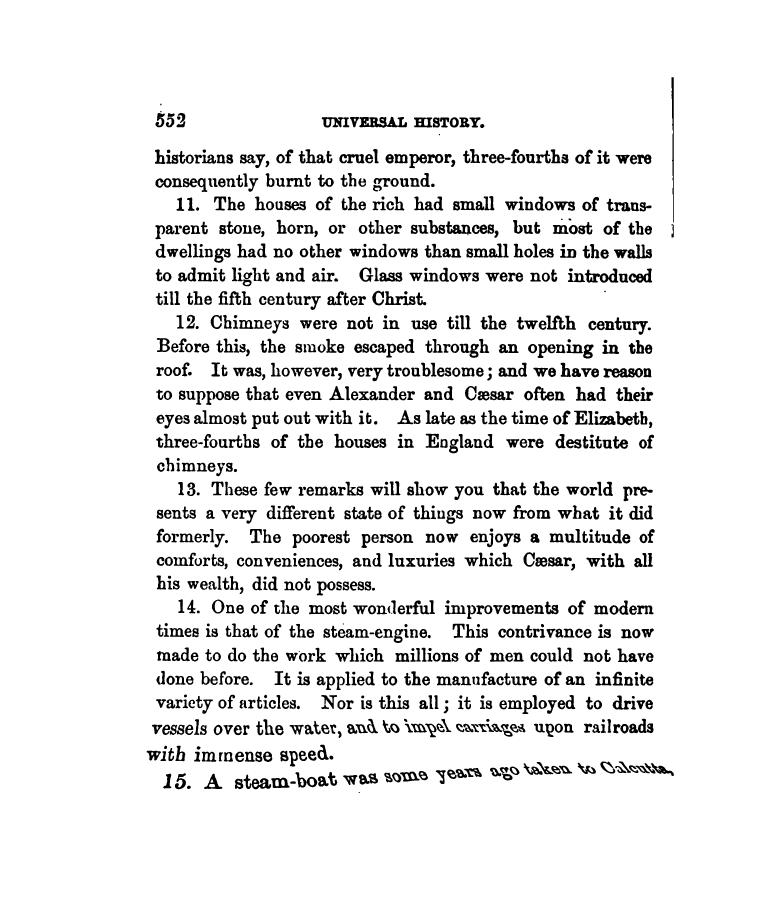 552 UNIVERSAL HISTORY.
historians say, of that cruel emperor, three-fourths of it were
consequently burnt to the ground.
11. The houses of the rich had small windows of trans-
parent stone, horn, or other substances, but most of the
dwellings had no other windows than small holes in the walls
to admit light and air. Glass windows were not introduced
till the fifth century after Christ.
12. Chimneys were not in use till the twelfth century.
Before this, the smoke escaped through an opening in the
roof. It was, however, very troublesome; and we have reason
to suppose that even Alexander and Cæsar often had their
eyes almost put out with it. As late as the time of Elizabeth,
three-fourths of the houses in England were destitute of
chimneys.
13. These few remarks will show you that the world pre-
sents a very different state of things now from what it did
formerly. The poorest person now enjoys a multitude of
comforts, conveniences, and luxuries which Cæsar, with all
his wealth, did not possess.
14. One of the most wonderful improvements of modern
times is that of the steam-engine. This contrivance is now
made to do the work which millions of men could not have
done before. It is applied to the manufacture of an infinite
variety of articles. Nor is this all; it is employed to drive
vessels over the water, and to impel carriages upon railroads
with immense speed.
15. A steam-boat was some years ago taken to Calcutta,